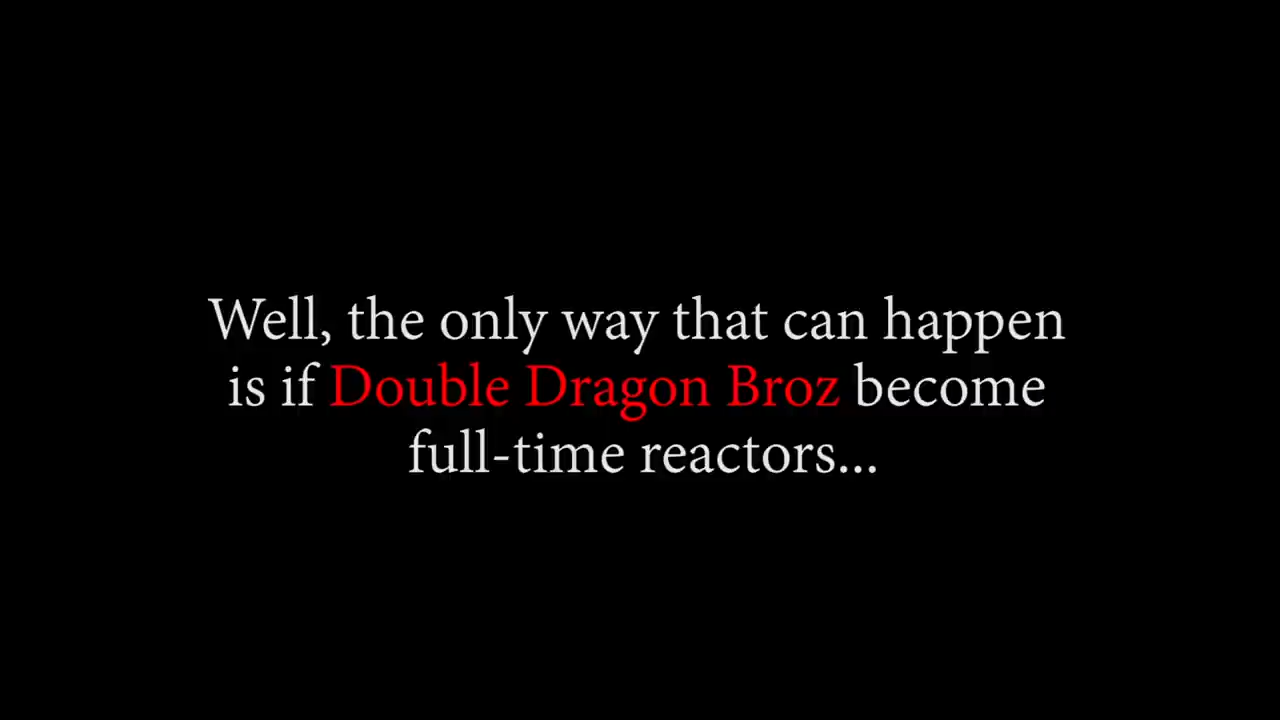 Well, the only way that can happen
is if Double Dragon Broz become
full-time reactors...